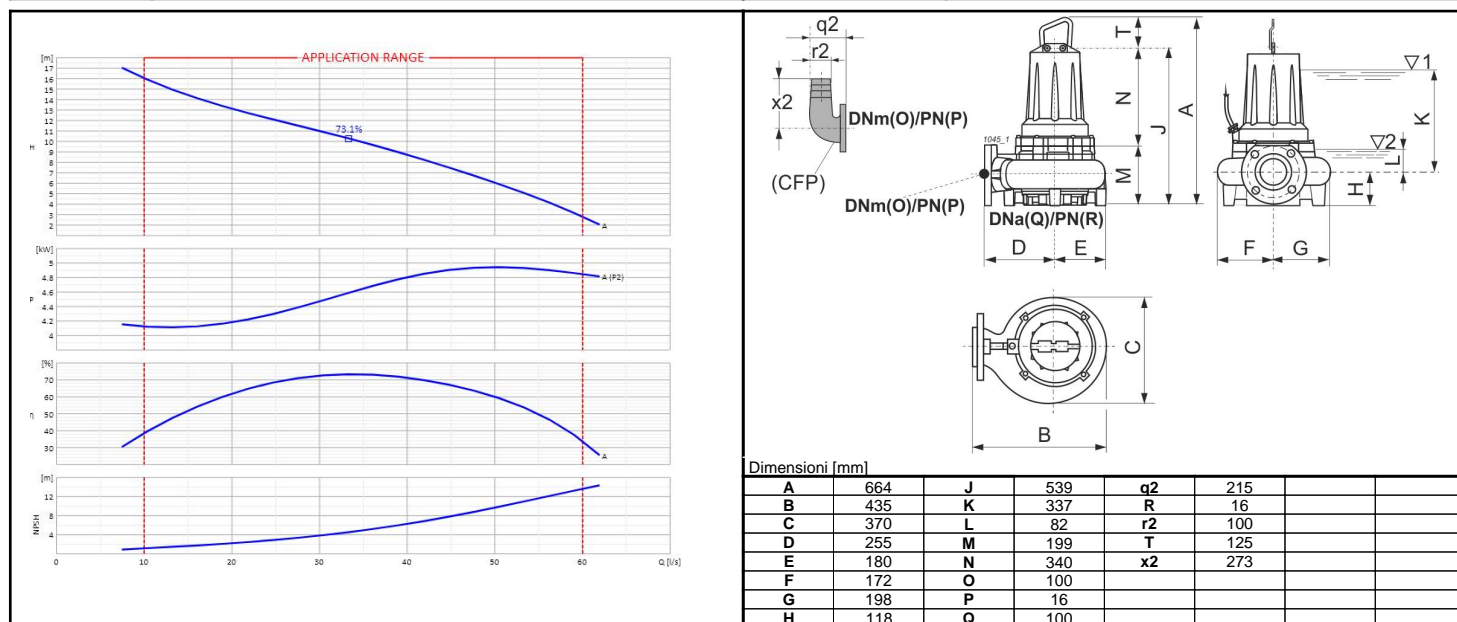 APPLICATION RANGE
[m]
17
16
15
14
13
12
11
10
9
8
7
6
5
4
3
2
H
73.1%
A
[kW]
5
4.8
4.6
4.4
4.2
4
P
A (P2)
[%]
70
60
50
40
30
η
A
[m]
12
8
4
NPSH
0 10 20 30 40 50 60 Q [l/s]
q2
r2
x2
DNm(O)/PN(P)
(CFP)
1045_1
DNm(O)/PN(P)
DNa(Q)/PN(R)
T
N
A
J
M
D E
▽1
K
▽2
L
H
F G
C
B
Dimensioni [mm]
A 664 J 539 q2 215
B 435 K 337 R 16
C 370 L 82 r2 100
D 255 M 199 T 125
E 180 N 340 x2 273
F 172 O 100
G 198 P 16
H 118 Q 100